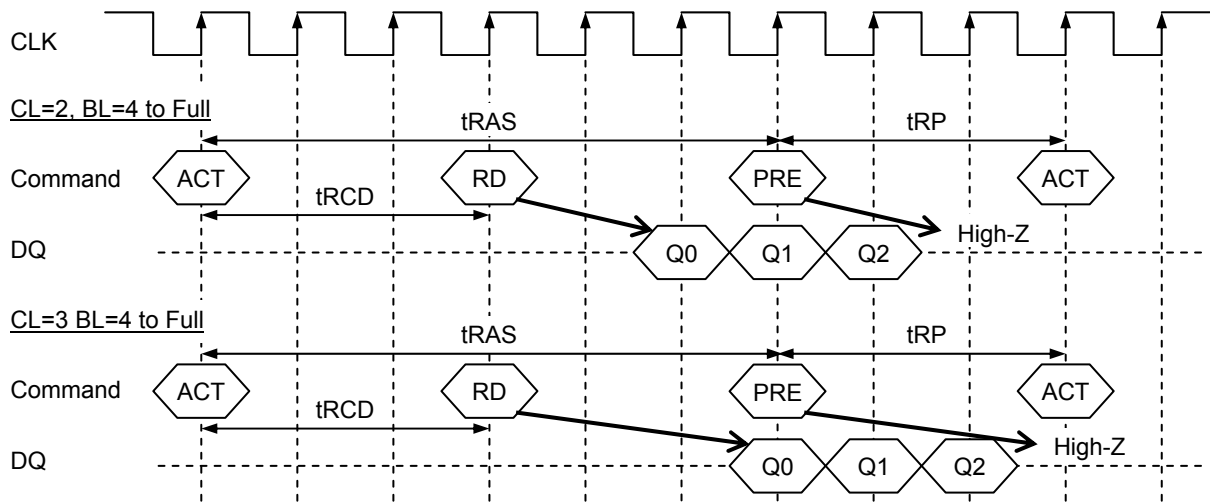 CLK
CL=2, BL=4 to Full
tRAS tRP
Command ACT RD PRE ACT
tRCD
DQ Q0 Q1 Q2 High-Z
CL=3 BL=4 to Full
tRAS tRP
Command ACT RD PRE ACT
tRCD
DQ Q0 Q1 Q2 High-Z